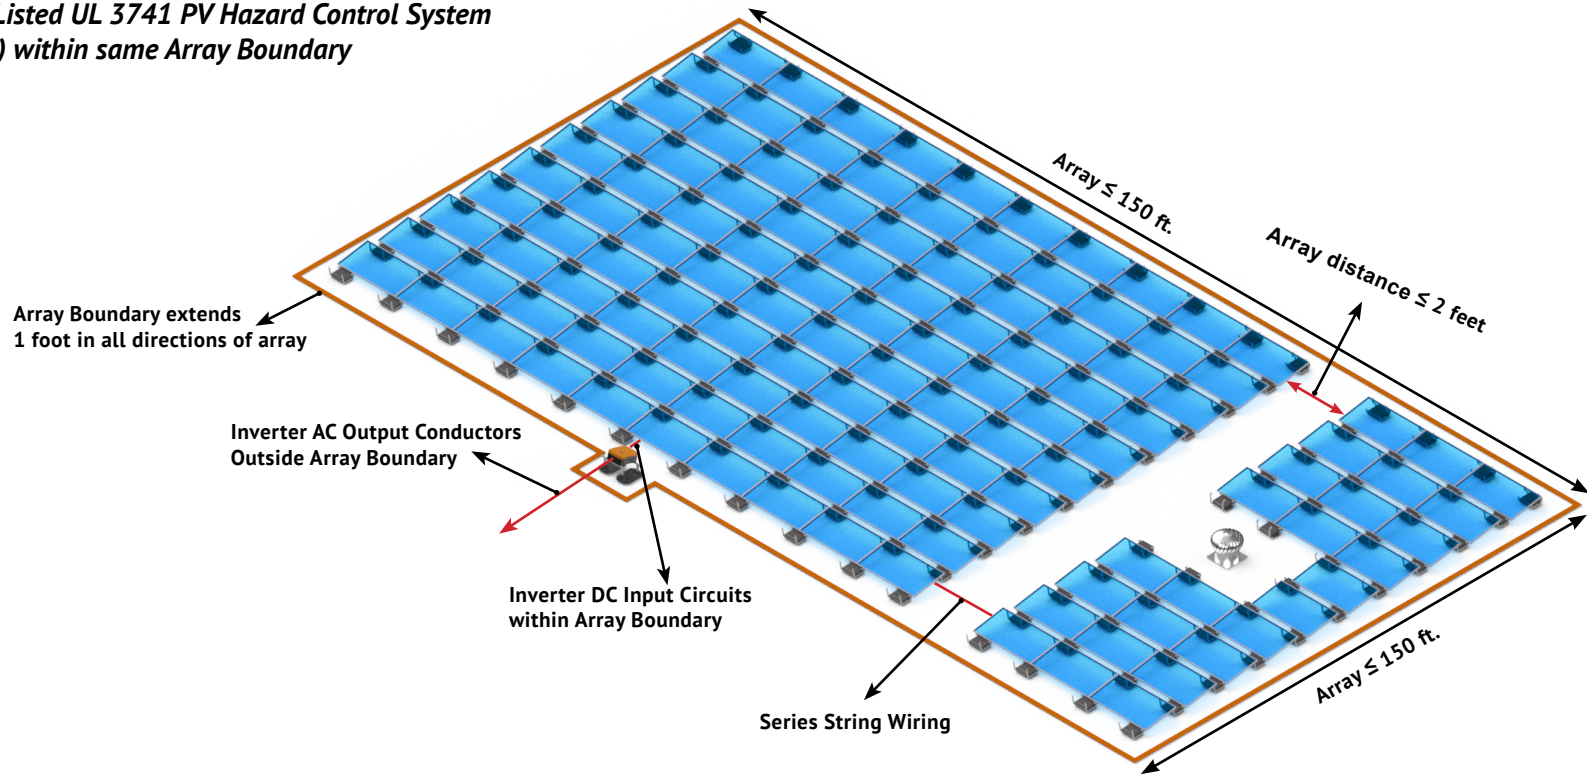 Listed UL 3741 PV Hazard Control System
) within same Array Boundary
Array ≤ 150 ft.
Array distance ≤ 2 feet
Array Boundary extends
1 foot in all directions of array
Inverter AC Output Conductors
Outside Array Boundary
Inverter DC Input Circuits
within Array Boundary
Series String Wiring
Array ≤ 150 ft.